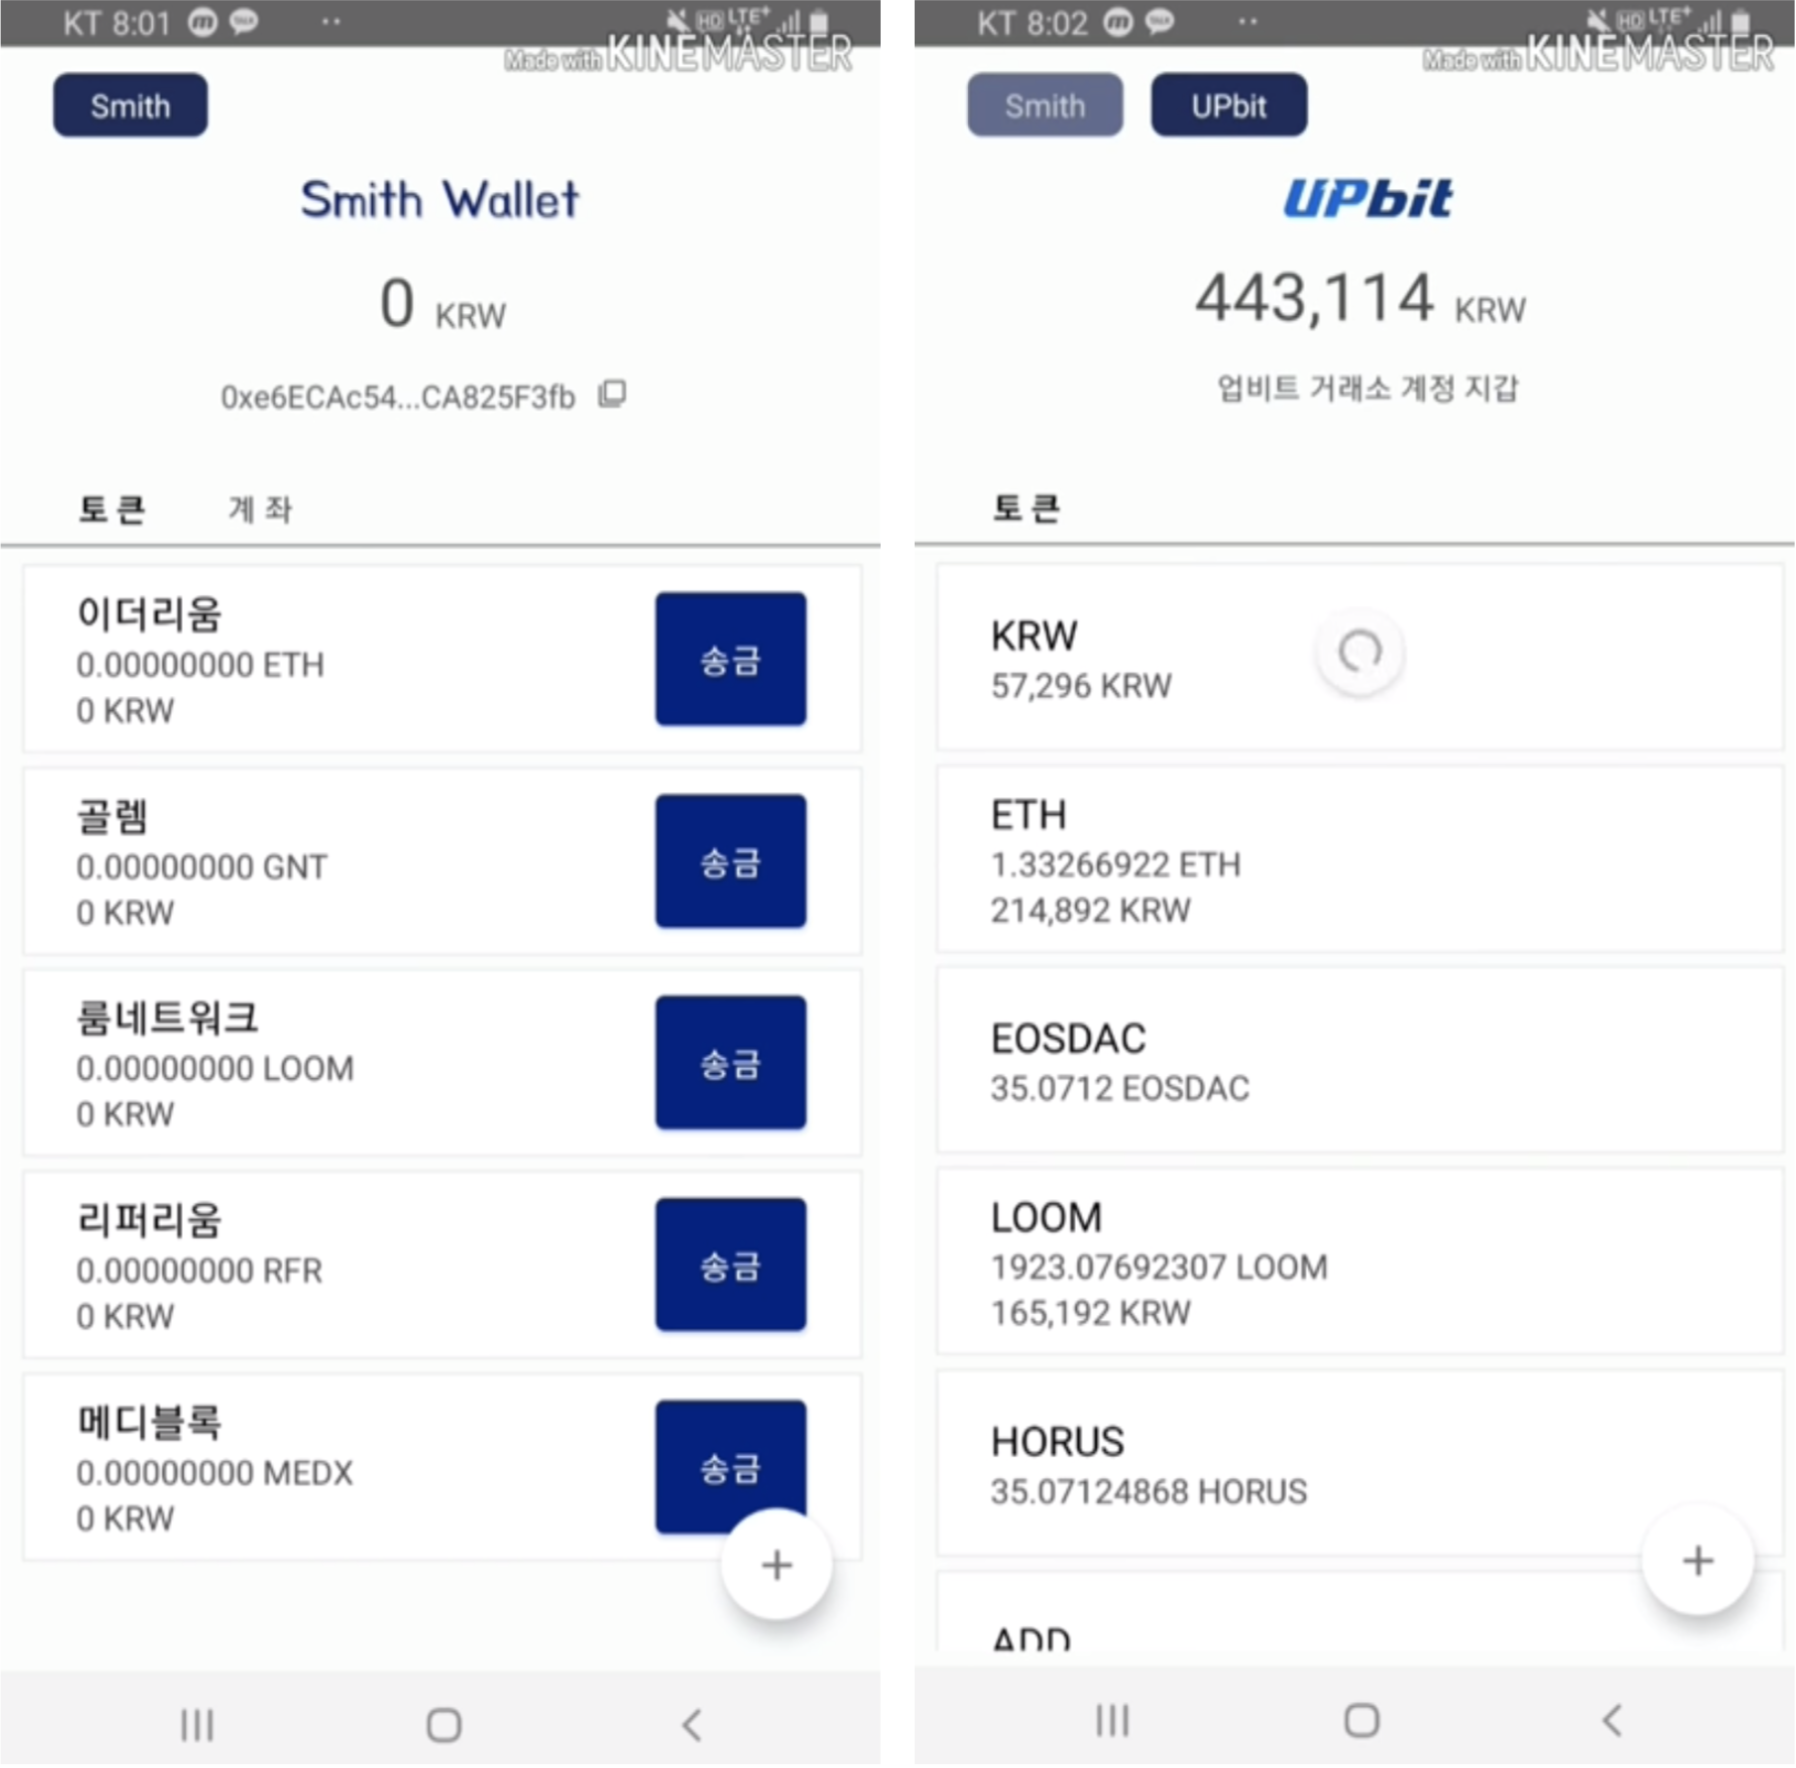 KT 8:01
HD LTE+
Made with KINEMASTER
Smith
Smith Wallet
0 KRW
0xe6ECAc54...CA825F3fb
토큰 계좌
이더리움
0.00000000 ETH
0 KRW
송금
골렘
0.00000000 GNT
0 KRW
송금
룸네트워크
0.00000000 LOOM
0 KRW
송금
리퍼리움
0.00000000 RFR
0 KRW
송금
메디블록
0.00000000 MEDX
0 KRW
송금
+
KT 8:02
HD LTE+
Made with KINEMASTER
Smith UPbit
UPbit
443,114 KRW
업비트 거래소 계정 지갑
토큰
KRW
57,296 KRW
ETH
1.33266922 ETH
214,892 KRW
EOSDAC
35.0712 EOSDAC
LOOM
1923.07692307 LOOM
165,192 KRW
HORUS
35.07124868 HORUS
ADD
+